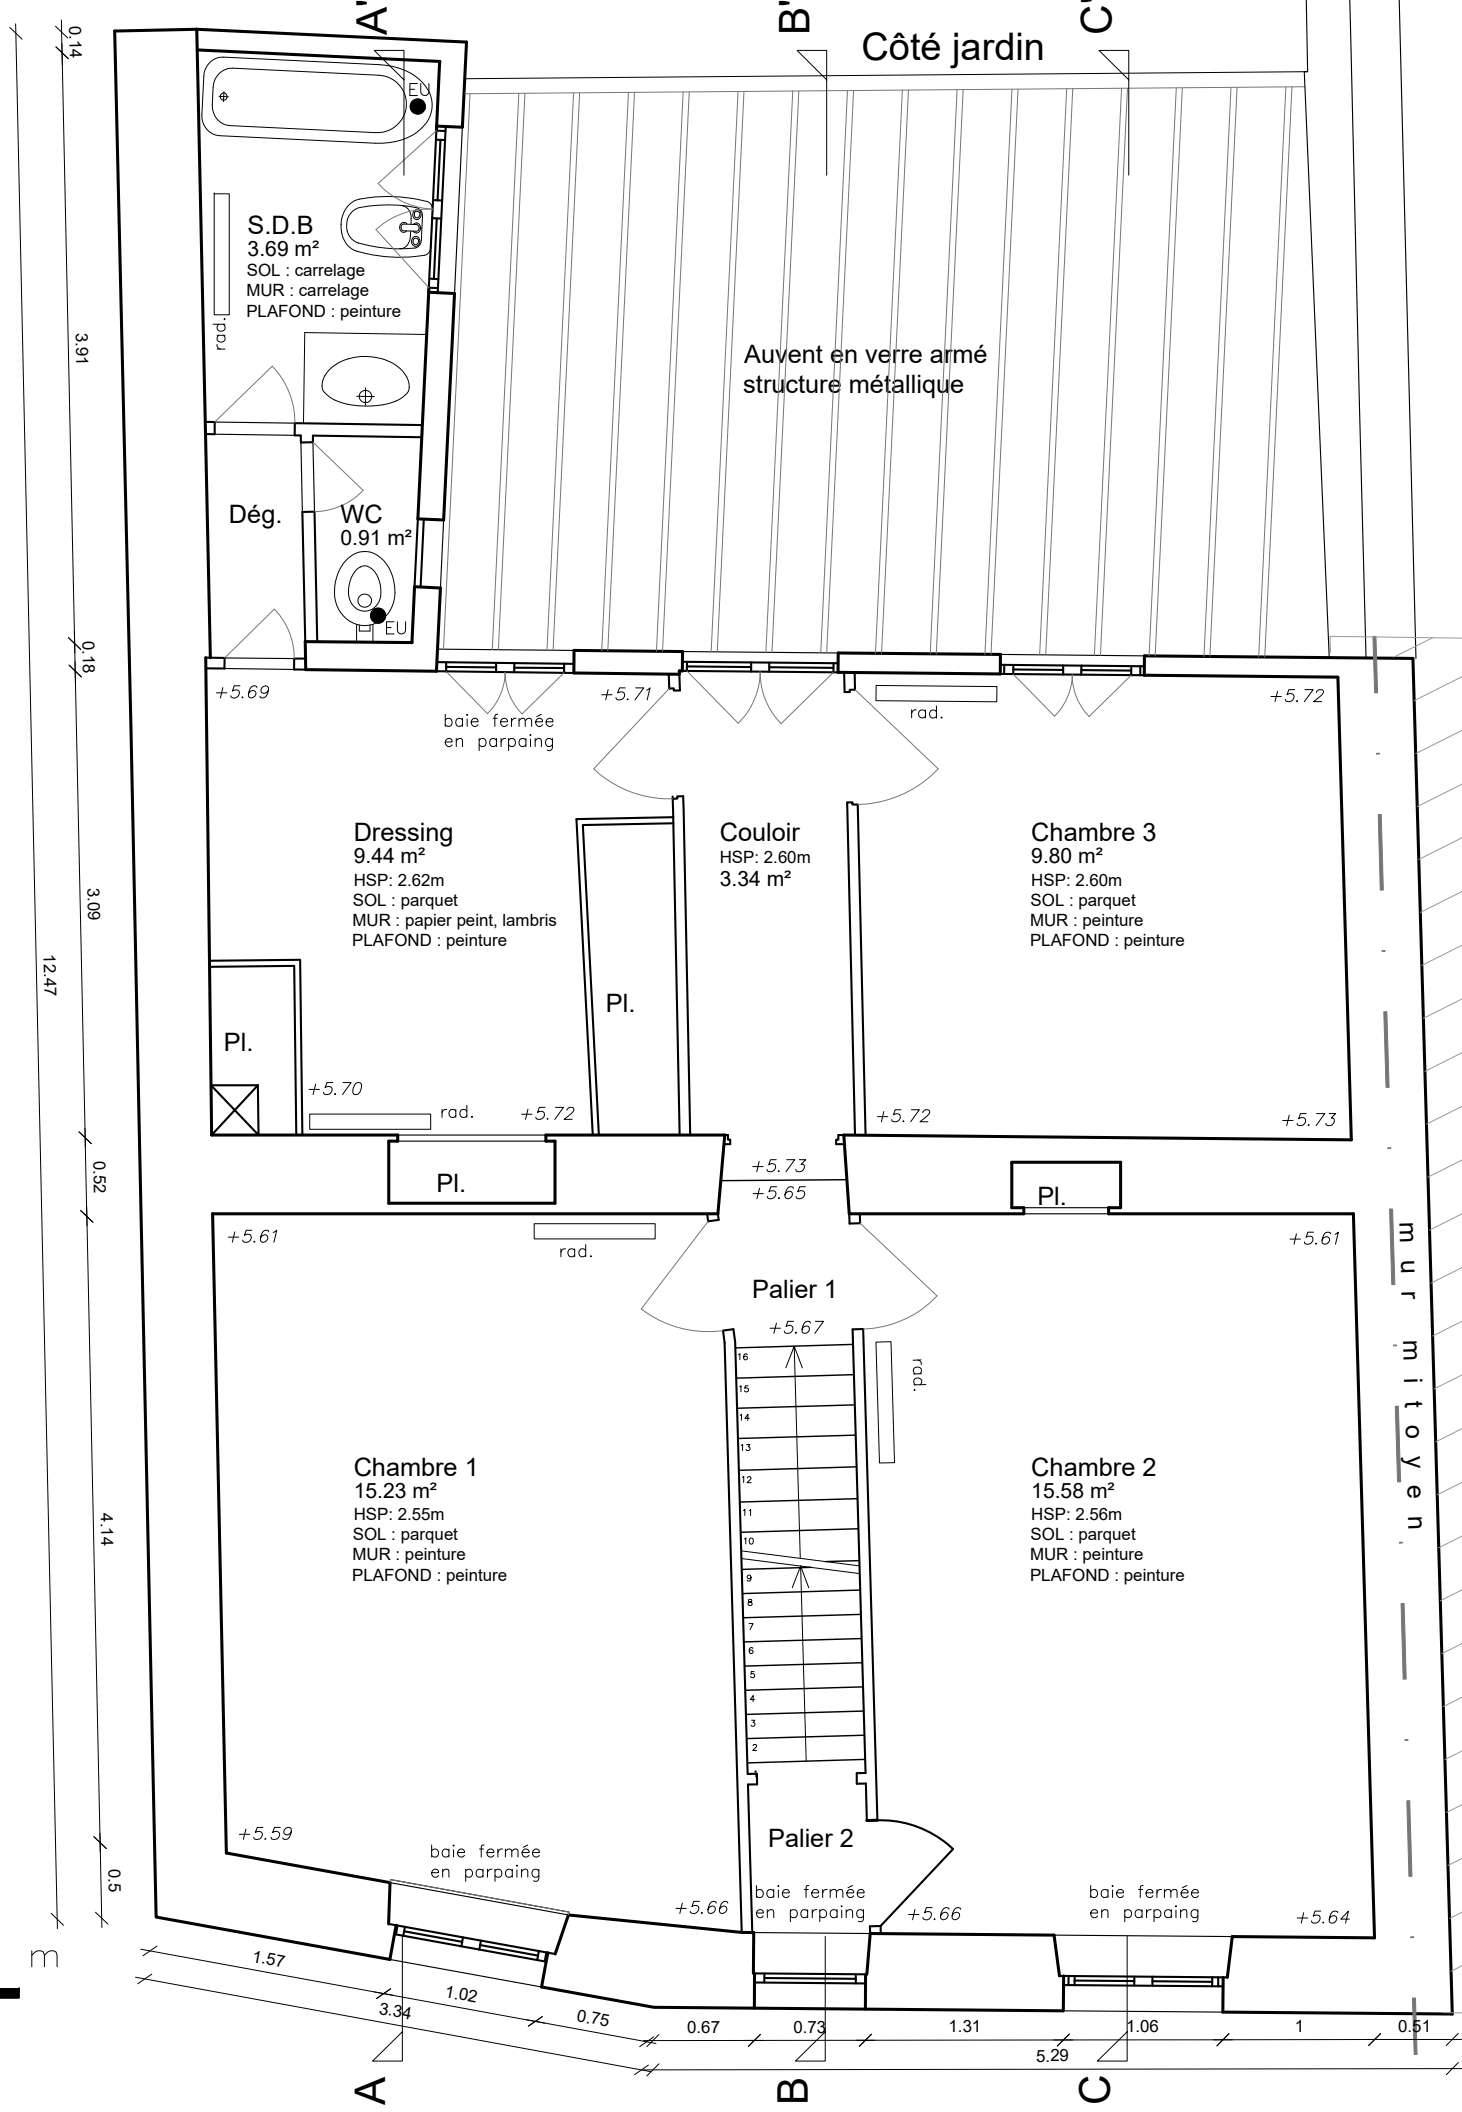 A'
B'
C'
Côté jardin
0.14
EU
S.D.B
3.69 m²
SOL : carrelage
MUR : carrelage
PLAFOND : peinture
rad.
3.91
Auvent en verre armé
structure métallique
Dég.
WC
0.91 m²
EU
0.18
+5.69
+5.71
+5.72
baie fermée
en parpaing
rad.
Dressing
9.44 m²
HSP: 2.62m
SOL : parquet
MUR : papier peint, lambris
PLAFOND : peinture
Couloir
HSP: 2.60m
3.34 m²
Chambre 3
9.80 m²
HSP: 2.60m
SOL : parquet
MUR : peinture
PLAFOND : peinture
3.09
12.47
Pl.
Pl.
+5.70
rad.
+5.72
+5.72
+5.73
0.52
Pl.
+5.73
+5.65
Pl.
+5.61
rad.
+5.61
mur mitoyen
Palier 1
+5.67
rad.
16
15
14
13
12
11
10
9
8
7
6
5
4
3
2
Chambre 1
15.23 m²
HSP: 2.55m
SOL : parquet
MUR : peinture
PLAFOND : peinture
Chambre 2
15.58 m²
HSP: 2.56m
SOL : parquet
MUR : peinture
PLAFOND : peinture
4.14
+5.59
baie fermée
en parpaing
Palier 2
0.5
+5.66
baie fermée
en parpaing
+5.66
baie fermée
en parpaing
+5.64
m
1.57
1.02
3.34
0.75
0.67
0.73
1.31
1.06
1
0.51
5.29
A
B
C